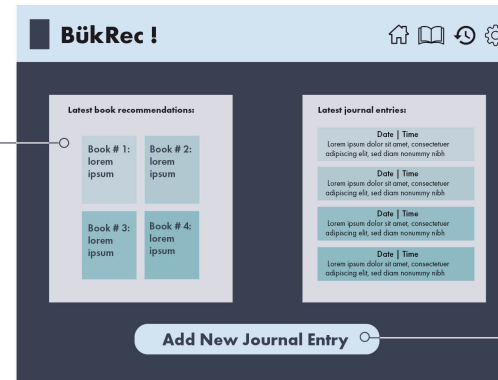 BükRec !
Latest book recommendations:
Book # 1:
lorem
ipsum
Book # 2:
lorem
ipsum
Book # 3:
lorem
ipsum
Book # 4:
lorem
ipsum
Latest journal entries:
Date | Time
Lorem ipsum dolor sit amet, consectetuer
adipiscing elit, sed diam nonummy nibh
Date | Time
Lorem ipsum dolor sit amet, consectetuer
adipiscing elit, sed diam nonummy nibh
Date | Time
Lorem ipsum dolor sit amet, consectetuer
adipiscing elit, sed diam nonummy nibh
Date | Time
Lorem ipsum dolor sit amet, consectetuer
adipiscing elit, sed diam nonummy nibh
Add New Journal Entry